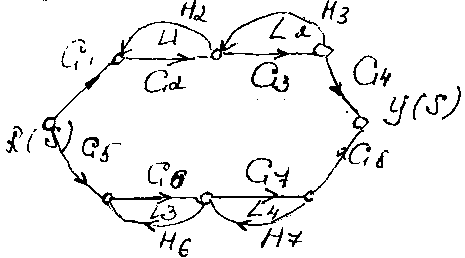 H2 H3
G1 L1 L2
G2 G3 G4
R(S) Y(S)
G5 G6 G7 G8
L3 L4
H6 H7